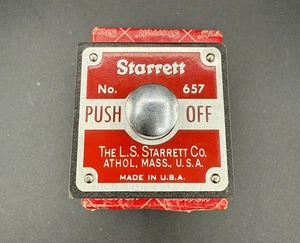 Starrett
No. 657
PUSH OFF
THE L.S. STARRETT CO.
ATHOL, MASS., U.S.A.
MADE IN U.S.A.